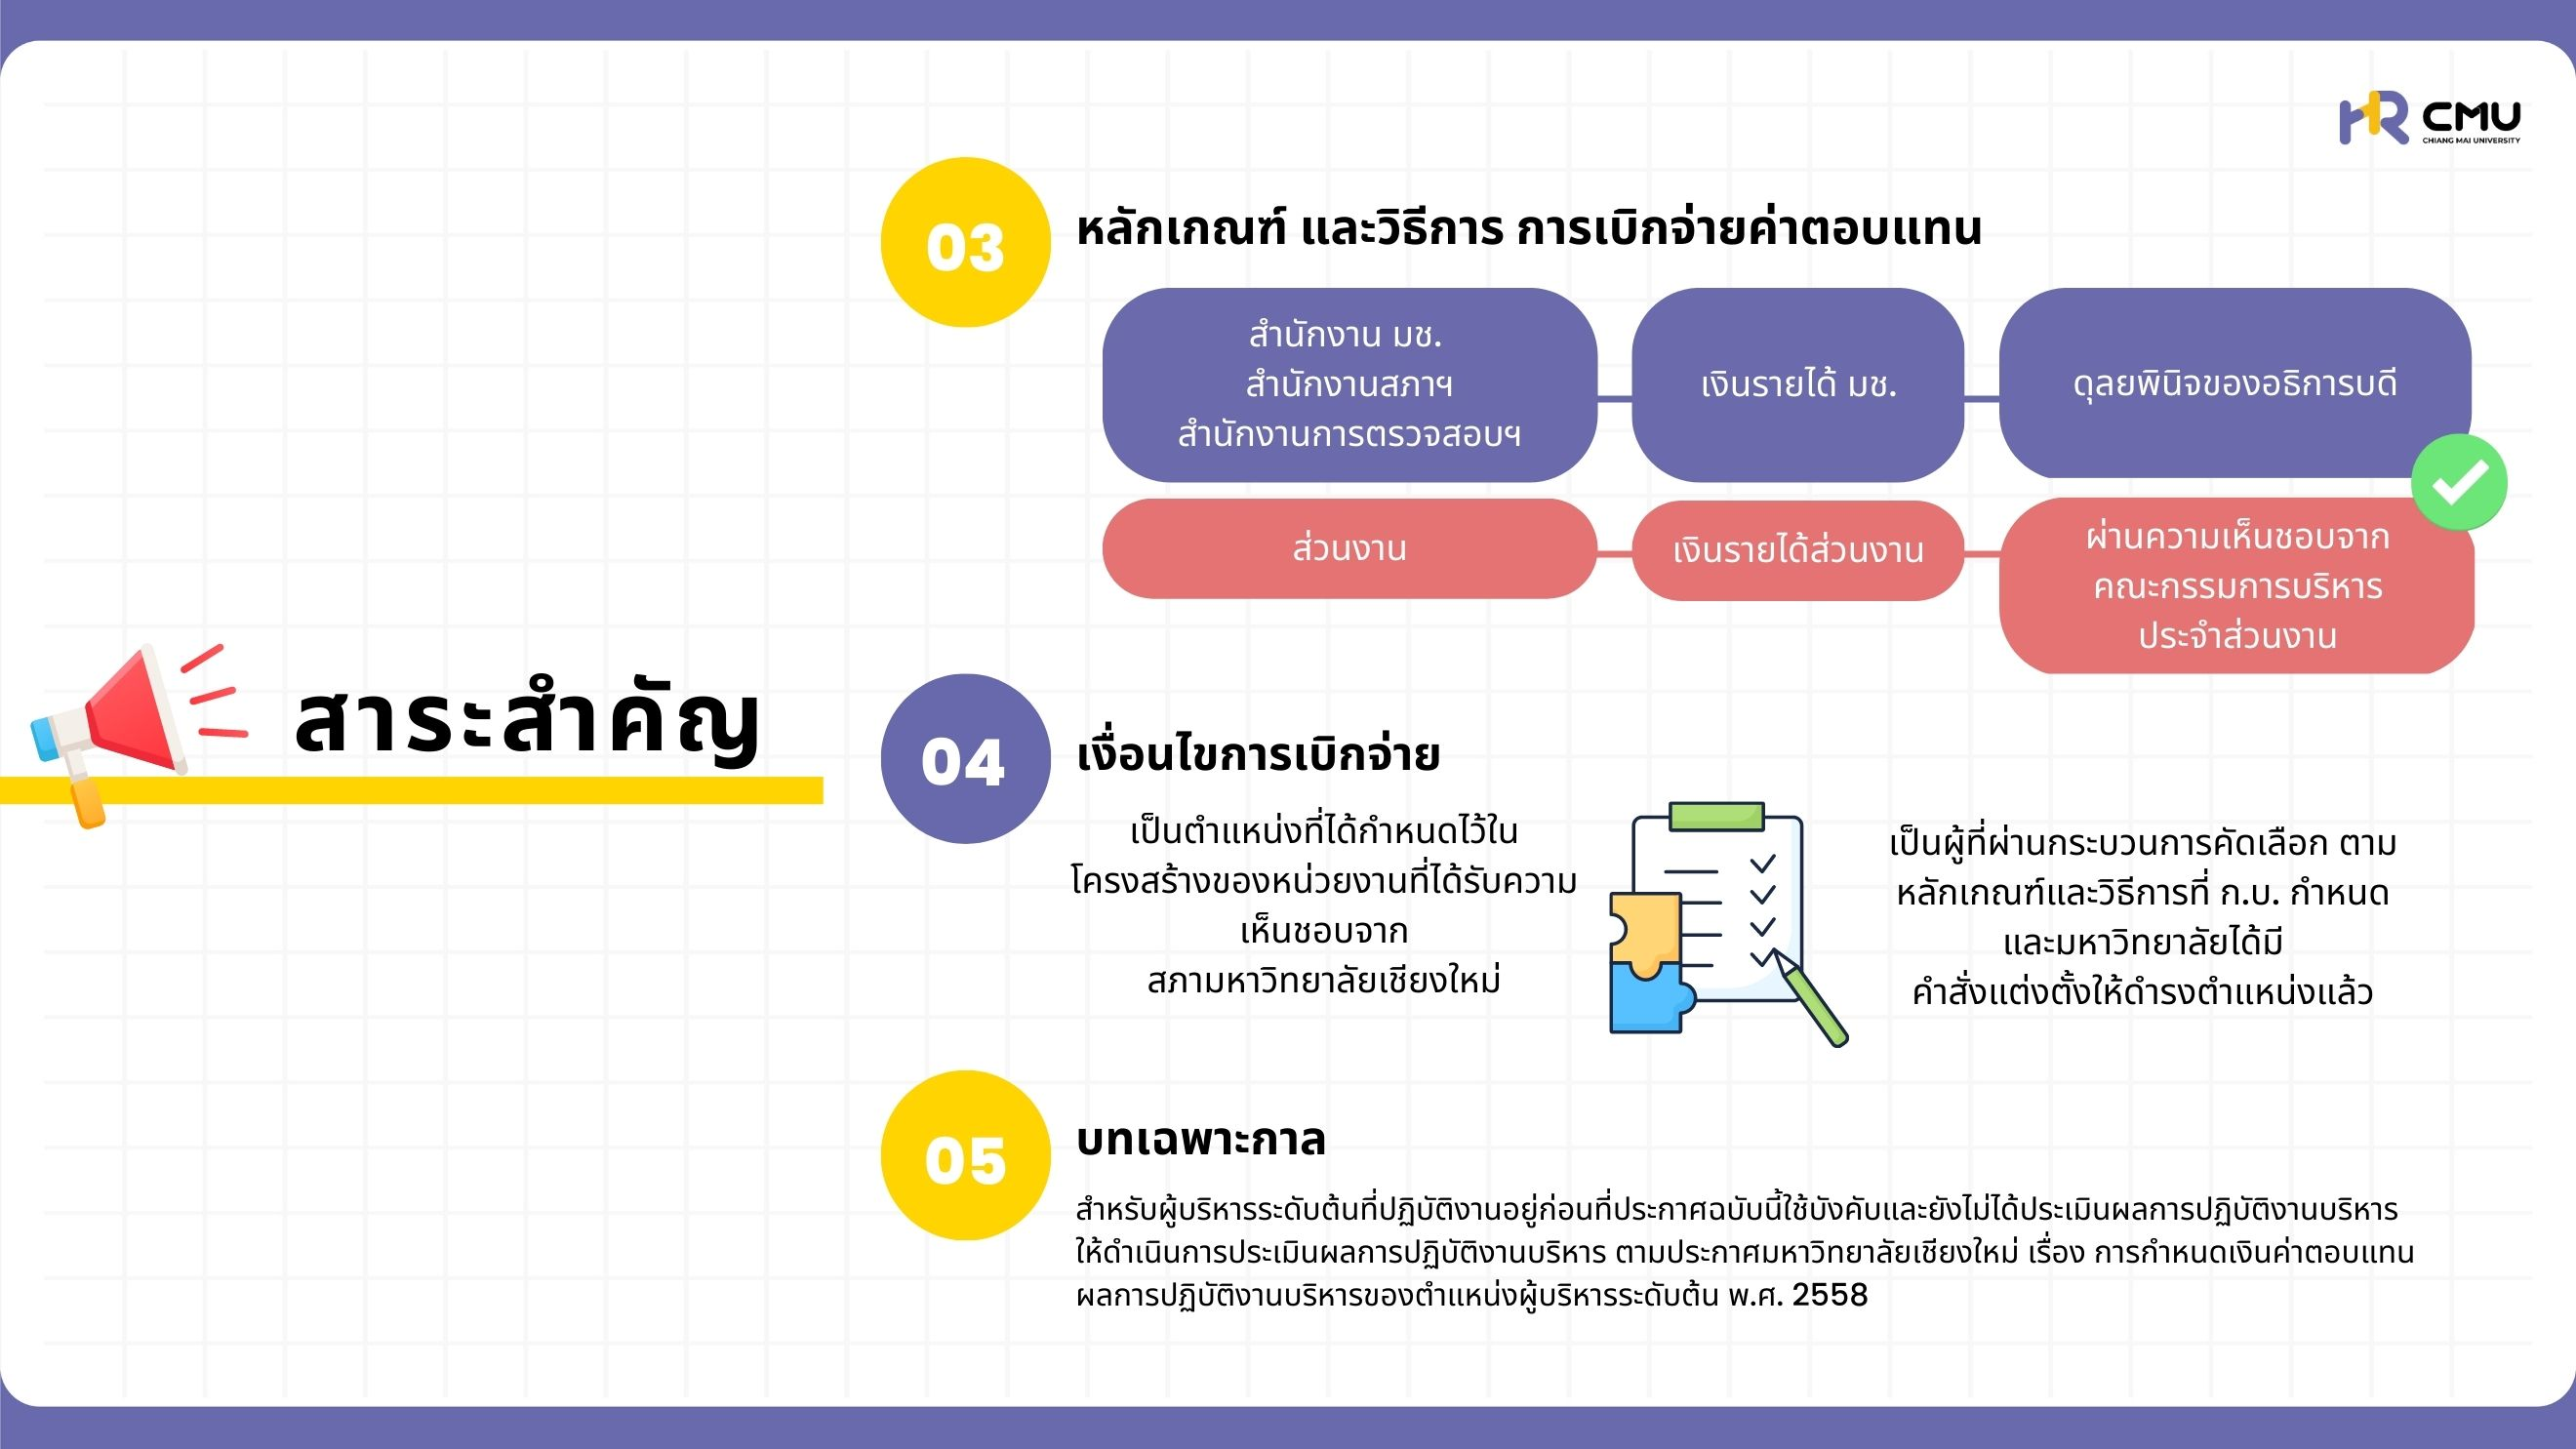 HR CMU
CHIANG MAI UNIVERSITY
สาระสำคัญ
03
หลักเกณฑ์ และวิธีการ การเบิกจ่ายค่าตอบแทน
สำนักงาน มช.
สำนักงานสภาฯ
สำนักงานการตรวจสอบฯ
เงินรายได้ มช.
ดุลยพินิจของอธิการบดี
ส่วนงาน
เงินรายได้ส่วนงาน
ผ่านความเห็นชอบจาก
คณะกรรมการบริหาร
ประจำส่วนงาน
04
เงื่อนไขการเบิกจ่าย
เป็นตำแหน่งที่ได้กำหนดไว้ใน
โครงสร้างของหน่วยงานที่ได้รับความ
เห็นชอบจาก
สภามหาวิทยาลัยเชียงใหม่
เป็นผู้ที่ผ่านกระบวนการคัดเลือก ตาม
หลักเกณฑ์และวิธีการที่ ก.บ. กำหนด
และมหาวิทยาลัยได้มี
คำสั่งแต่งตั้งให้ดำรงตำแหน่งแล้ว
05
บทเฉพาะกาล
สำหรับผู้บริหารระดับต้นที่ปฏิบัติงานอยู่ก่อนที่ประกาศฉบับนี้ใช้บังคับและยังไม่ได้ประเมินผลการปฏิบัติงานบริหาร
ให้ดำเนินการประเมินผลการปฏิบัติงานบริหาร ตามประกาศมหาวิทยาลัยเชียงใหม่ เรื่อง การกำหนดเงินค่าตอบแทน
ผลการปฏิบัติงานบริหารของตำแหน่งผู้บริหารระดับต้น พ.ศ. 2558